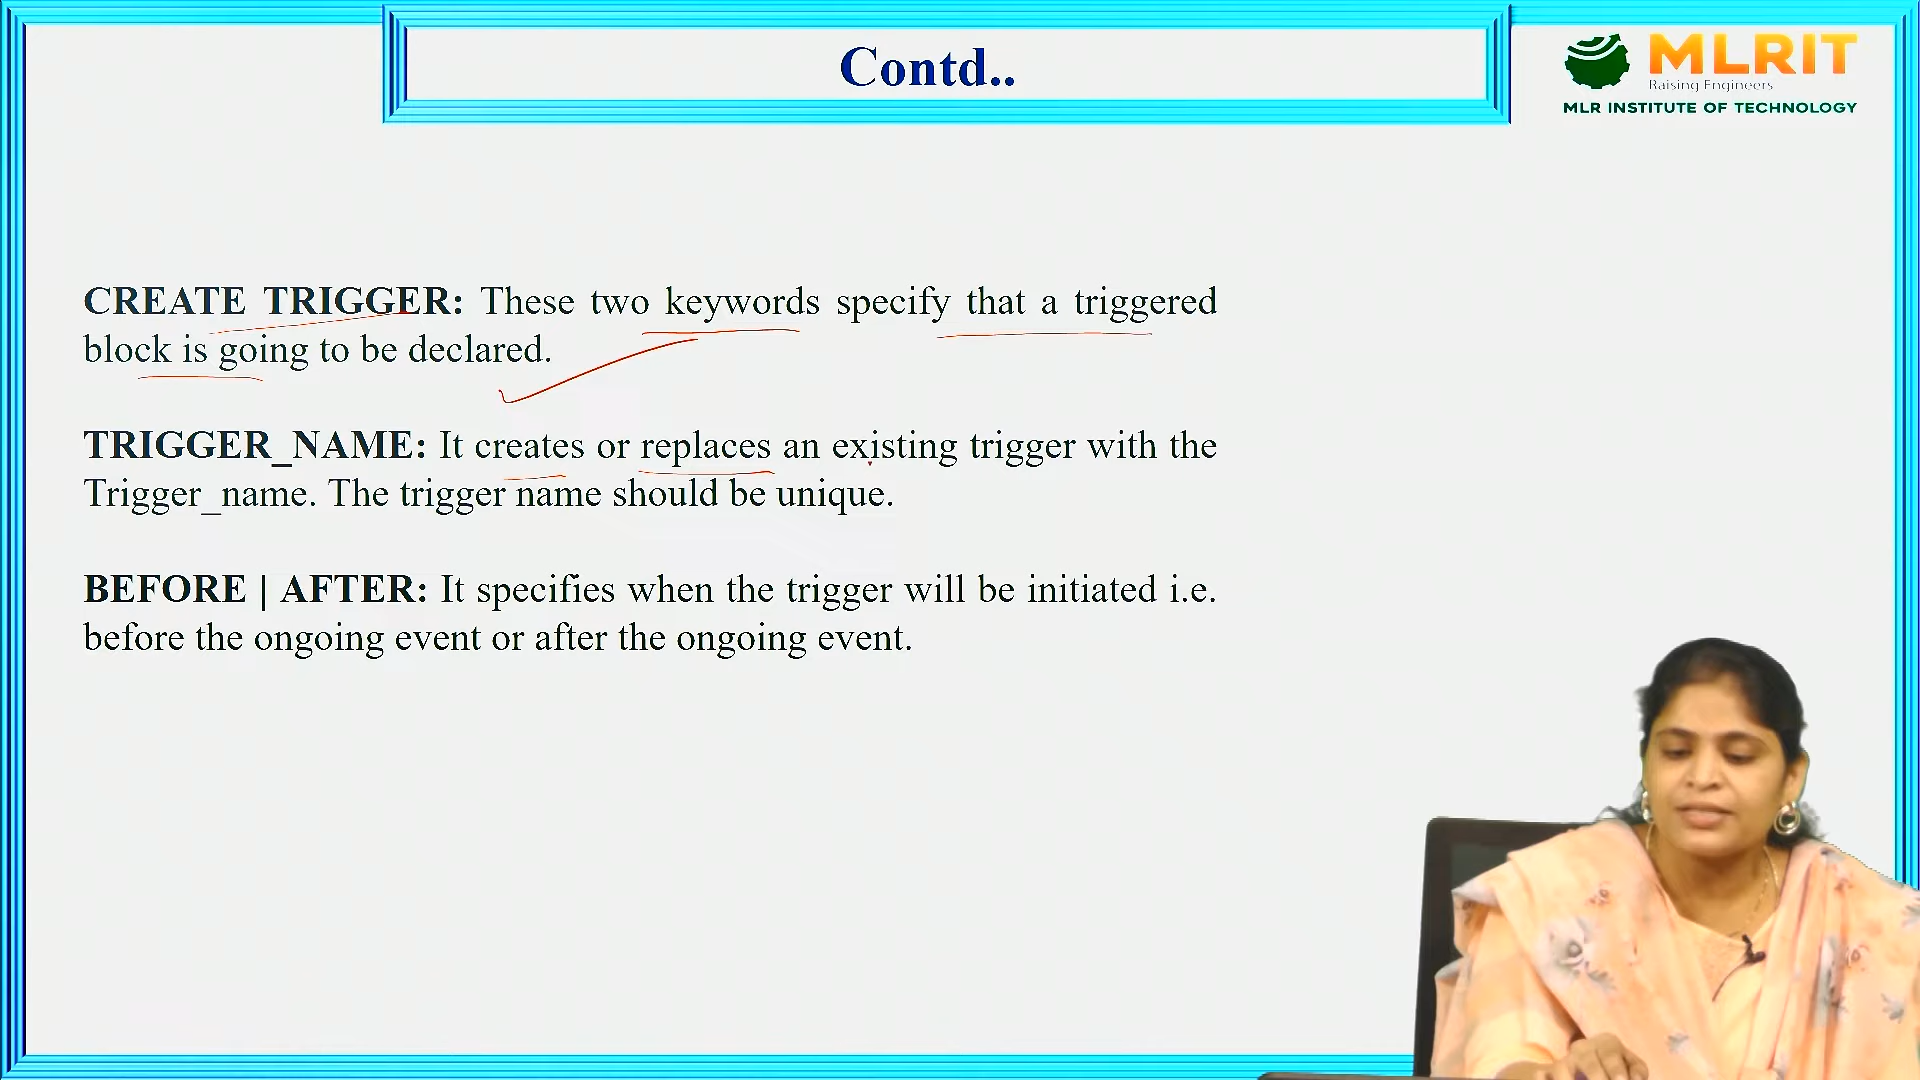 Contd..
MLRIT
Raising Engineers
MLR INSTITUTE OF TECHNOLOGY
CREATE TRIGGER: These two keywords specify that a triggered
block is going to be declared.
TRIGGER_NAME: It creates or replaces an existing trigger with the
Trigger_name. The trigger name should be unique.
BEFORE | AFTER: It specifies when the trigger will be initiated i.e.
before the ongoing event or after the ongoing event.